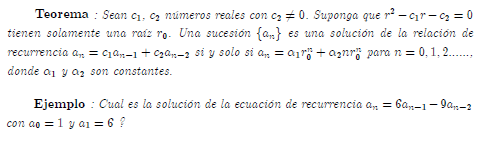 Teorema : Sean c₁, c₂ números reales con c₂ ≠ 0. Suponga que r² − c₁r − c₂ = 0
tienen solamente una raíz r₀. Una sucesión {aₙ} es una solución de la relación de
recurrencia aₙ = c₁aₙ₋₁ + c₂aₙ₋₂ si y solo si aₙ = α₁r₀ⁿ + α₂nr₀ⁿ para n = 0, 1, 2......,
donde α₁ y α₂ son constantes.
Ejemplo : Cual es la solución de la ecuación de recurrencia aₙ = 6aₙ₋₁ − 9aₙ₋₂
con a₀ = 1 y a₁ = 6 ?